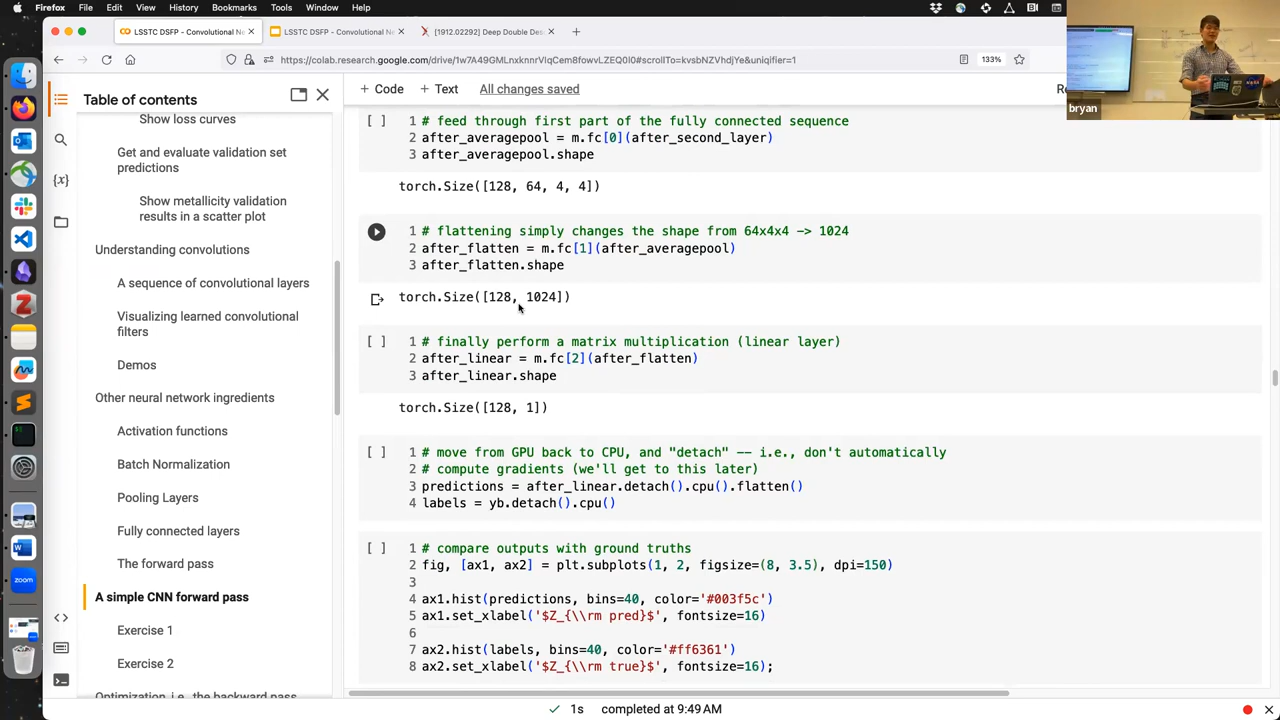 Firefox File Edit View History Bookmarks Tools Window Help
LSSTC DSFP - Convolutional Ne
LSSTC DSFP - Convolutional N
[1912.02292] Deep Double Des
bryan
133%
+ Code + Text All changes saved
Table of contents
Show loss curves
Get and evaluate validation set
predictions
Show metallicity validation
results in a scatter plot
Understanding convolutions
A sequence of convolutional layers
Visualizing learned convolutional
filters
Demos
Other neural network ingredients
Activation functions
Batch Normalization
Pooling Layers
Fully connected layers
The forward pass
A simple CNN forward pass
Exercise 1
Exercise 2
Optimization, i.e., the backward pass
[ ] 1 # feed through first part of the fully connected sequence
2 after_averagepool = m.fc[0](after_second_layer)
3 after_averagepool.shape
torch.Size([128, 64, 4, 4])
1 # flattening simply changes the shape from 64x4x4 -> 1024
2 after_flatten = m.fc[1](after_averagepool)
3 after_flatten.shape
torch.Size([128, 1024])
[ ] 1 # finally perform a matrix multiplication (linear layer)
2 after_linear = m.fc[2](after_flatten)
3 after_linear.shape
torch.Size([128, 1])
[ ] 1 # move from GPU back to CPU, and "detach" -- i.e., don't automatically
2 # compute gradients (we'll get to this later)
3 predictions = after_linear.detach().cpu().flatten()
4 labels = yb.detach().cpu()
[ ] 1 # compare outputs with ground truths
2 fig, [ax1, ax2] = plt.subplots(1, 2, figsize=(8, 3.5), dpi=150)
3
4 ax1.hist(predictions, bins=40, color='#003f5c')
5 ax1.set_xlabel('$Z_{\\rm pred}$', fontsize=16)
6
7 ax2.hist(labels, bins=40, color='#ff6361')
8 ax2.set_xlabel('$Z_{\\rm true}$', fontsize=16);
1s completed at 9:49 AM